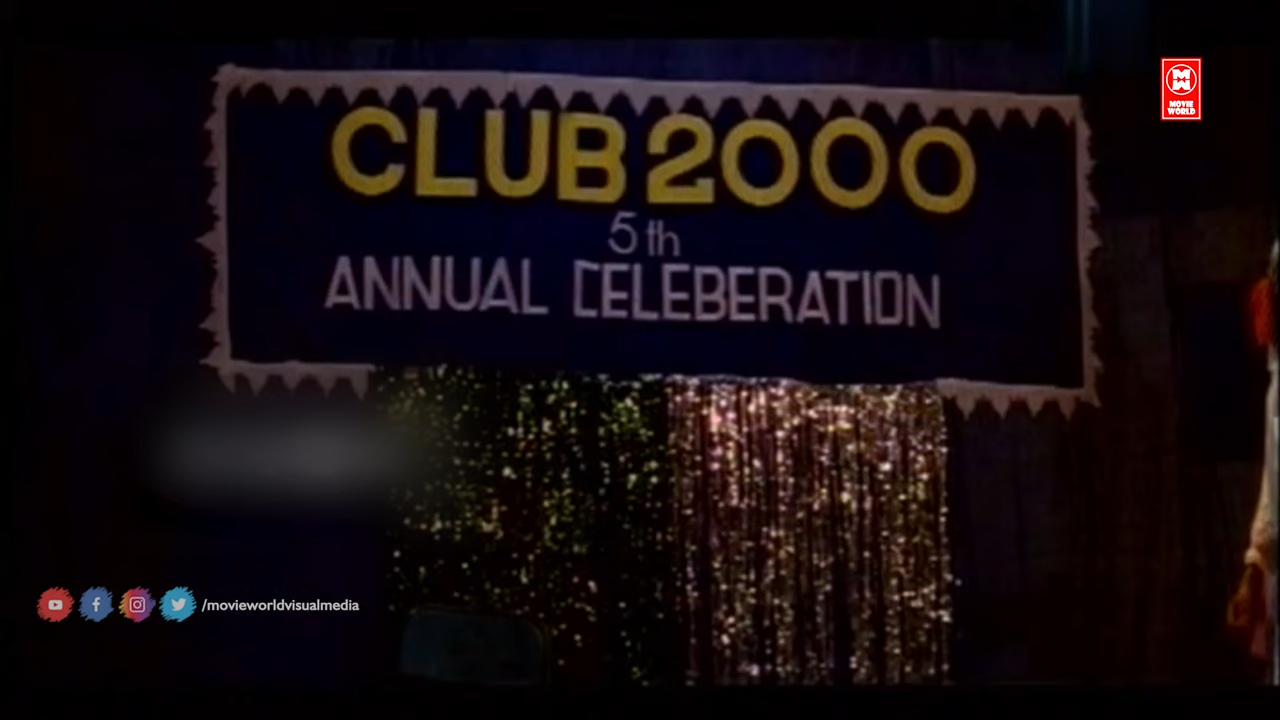 CLUB 2000
5th
ANNUAL CELEBERATION
MOVIE
WORLD
/movieworldvisualmedia